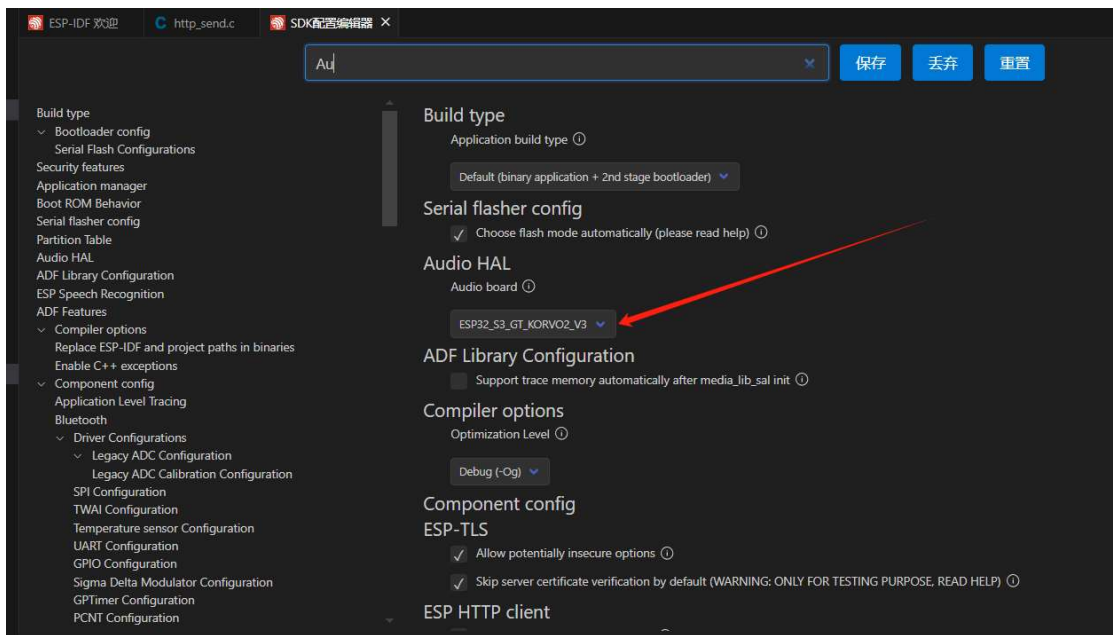 ESP-IDF 欢迎
C http_send.c
SDK配置编辑器 ×
Au
保存
丢弃
重置
Build type
Bootloader config
Serial Flash Configurations
Security features
Application manager
Boot ROM Behavior
Serial flasher config
Partition Table
Audio HAL
ADF Library Configuration
ESP Speech Recognition
ADF Features
Compiler options
Replace ESP-IDF and project paths in binaries
Enable C++ exceptions
Component config
Application Level Tracing
Bluetooth
Driver Configurations
Legacy ADC Configuration
Legacy ADC Calibration Configuration
SPI Configuration
TWAI Configuration
Temperature sensor Configuration
UART Configuration
GPIO Configuration
Sigma Delta Modulator Configuration
GPTimer Configuration
PCNT Configuration
Build type
Application build type
Default (binary application + 2nd stage bootloader)
Serial flasher config
Choose flash mode automatically (please read help)
Audio HAL
Audio board
ESP32_S3_GT_KORVO2_V3
ADF Library Configuration
Support trace memory automatically after media_lib_sal init
Compiler options
Optimization Level
Debug (-Og)
Component config
ESP-TLS
Allow potentially insecure options
Skip server certificate verification by default (WARNING: ONLY FOR TESTING PURPOSE, READ HELP)
ESP HTTP client